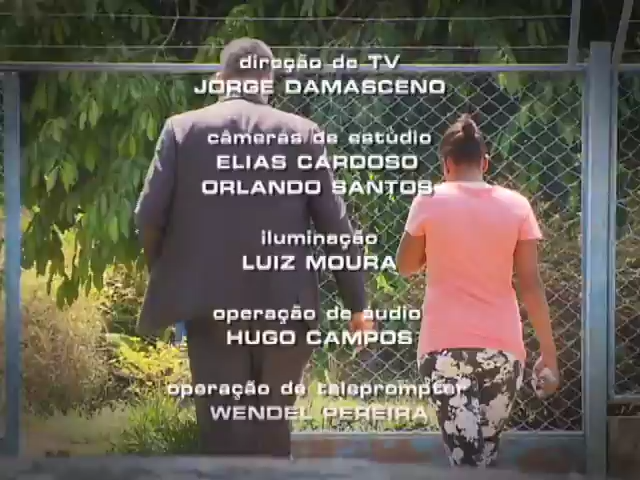 direção de TV
JORGE DAMASCENO
câmeras de estúdio
ELIAS CARDOSO
ORLANDO SANTOS
iluminação
LUIZ MOURA
operação de áudio
HUGO CAMPOS
operação de teleprompter
WENDEL PEREIRA